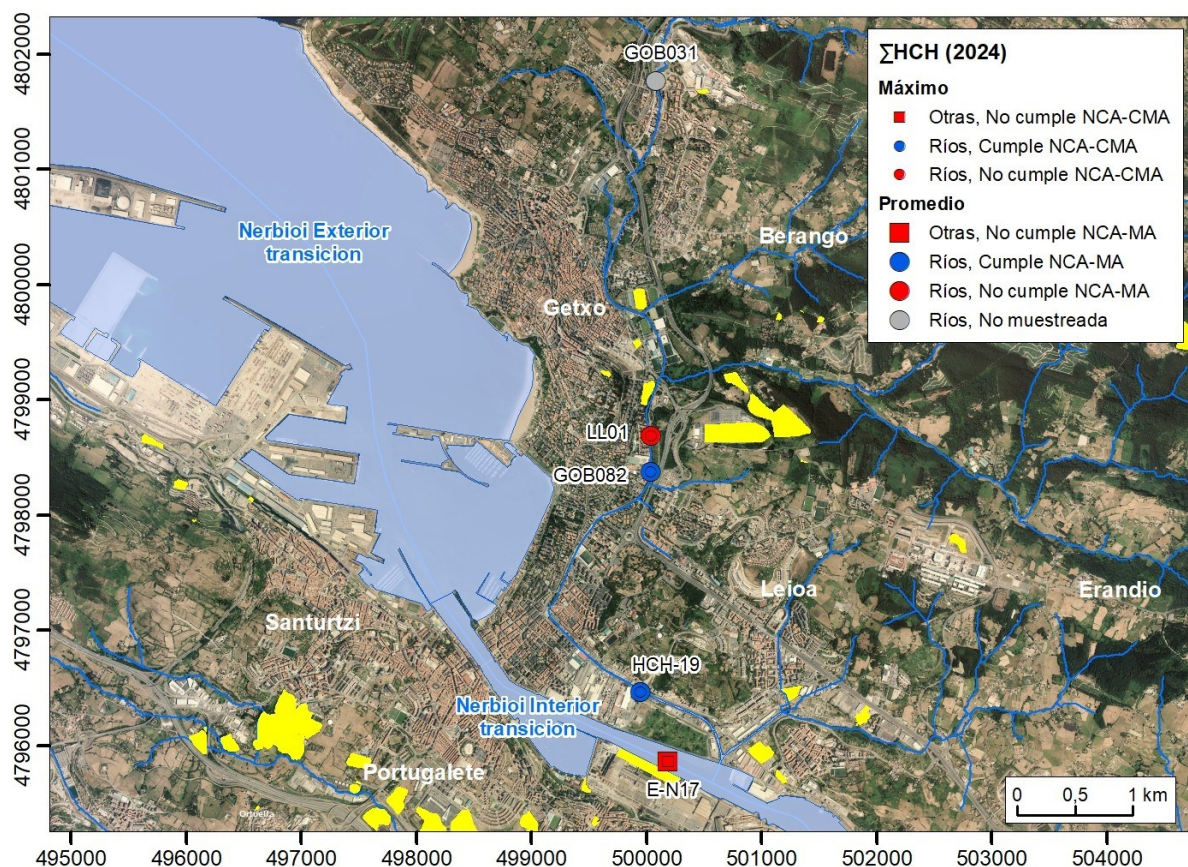 4802000
4801000
4800000
4799000
4798000
4797000
4796000
GOB031
∑HCH (2024)
Máximo
Otras, No cumple NCA-CMA
Ríos, Cumple NCA-CMA
Ríos, No cumple NCA-CMA
Promedio
Otras, No cumple NCA-MA
Ríos, Cumple NCA-MA
Ríos, No cumple NCA-MA
Ríos, No muestreada
Nerbioi Exterior
transicion
Berango
Getxo
LL01
GOB082
Leioa
Erandio
Santurtzi
HCH-19
Nerbioi Interior
transicion
Portugalete
E-N17
Ortuella
0 0,5 1 km
495000 496000 497000 498000 499000 500000 501000 502000 503000 504000